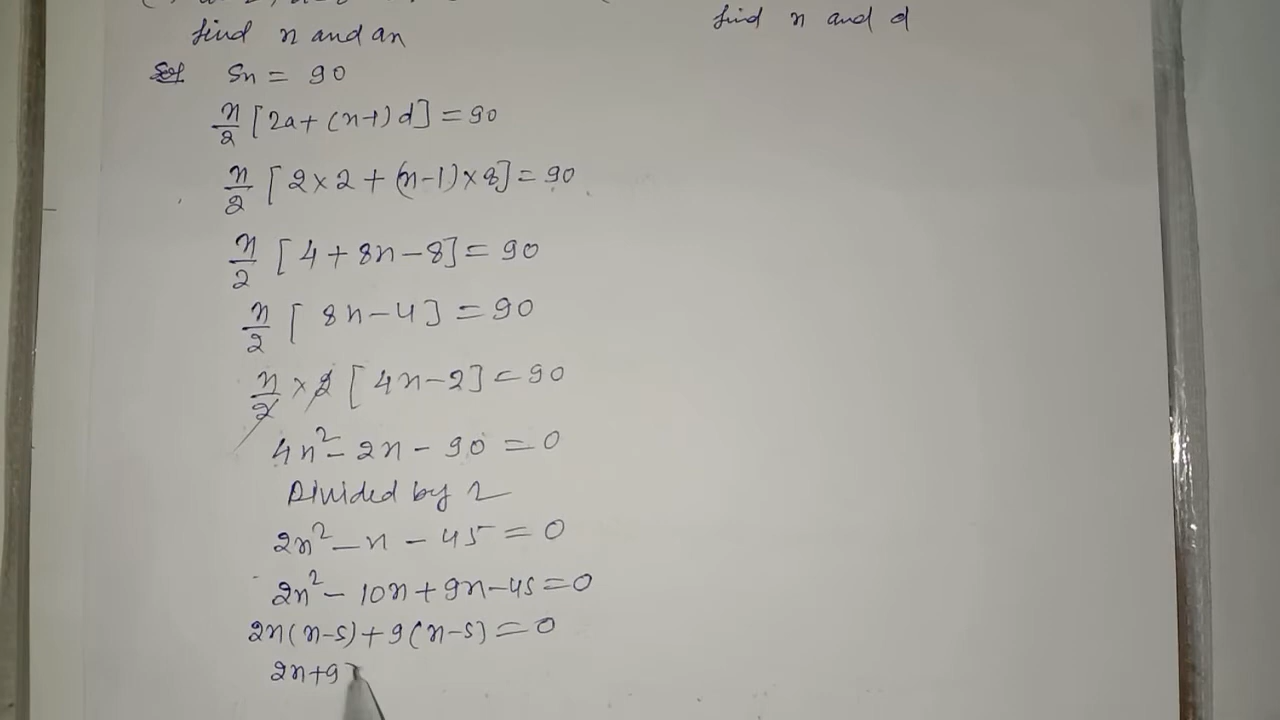 find n and an
find n and d
Sol Sn = 90
n/2 [2a + (n-1) d] = 90
n/2 [2 × 2 + (n-1) × 8] = 90
n/2 [4 + 8n - 8] = 90
n/2 [8n - 4] = 90
n/2 × 2 [4n - 2] = 90
4n² - 2n - 90 = 0
Divided by 2
2n² - n - 45 = 0
2n² - 10n + 9n - 45 = 0
2n(n-5) + 9(n-5) = 0
2n+9